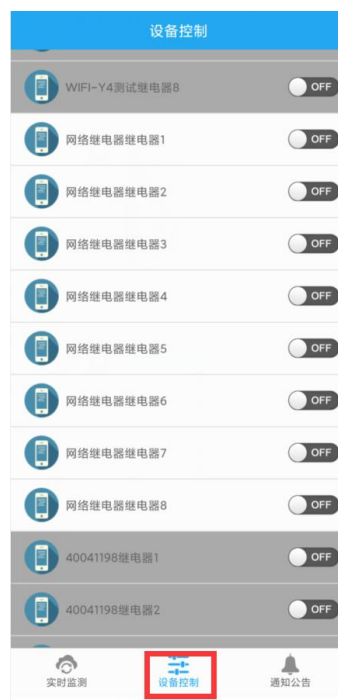 设备控制
WIFI-Y4测试继电器8
OFF
网络继电器继电器1
OFF
网络继电器继电器2
OFF
网络继电器继电器3
OFF
网络继电器继电器4
OFF
网络继电器继电器5
OFF
网络继电器继电器6
OFF
网络继电器继电器7
OFF
网络继电器继电器8
OFF
40041198继电器1
OFF
40041198继电器2
OFF
实时监测
设备控制
通知公告